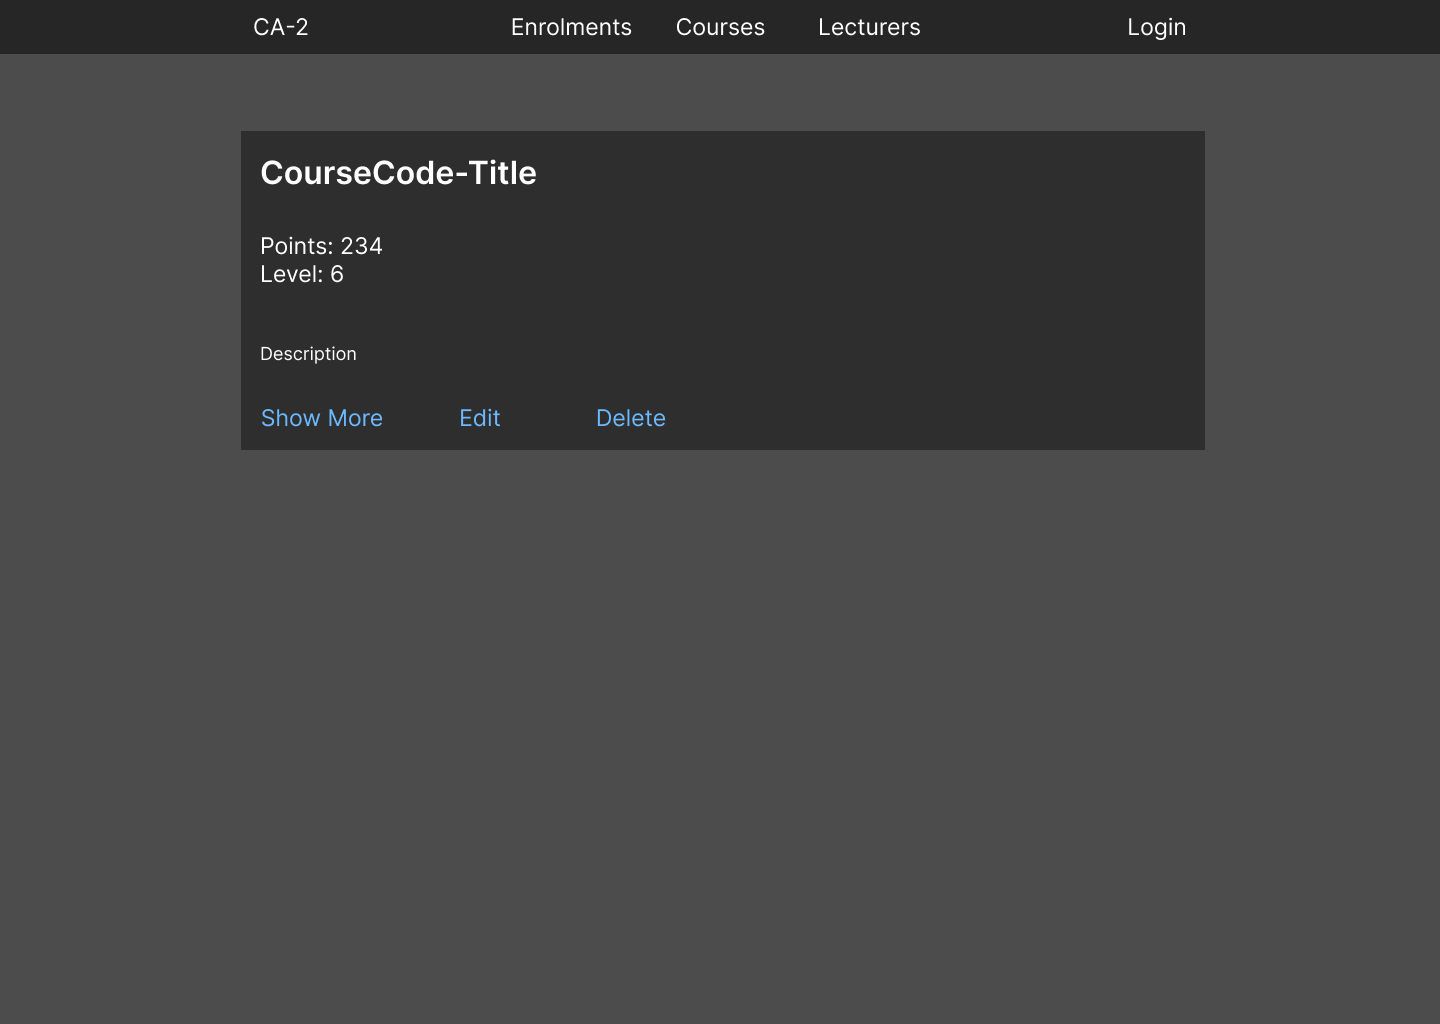 CA-2 Enrolments Courses Lecturers Login
CourseCode-Title
Points: 234
Level: 6
Description
Show More Edit Delete